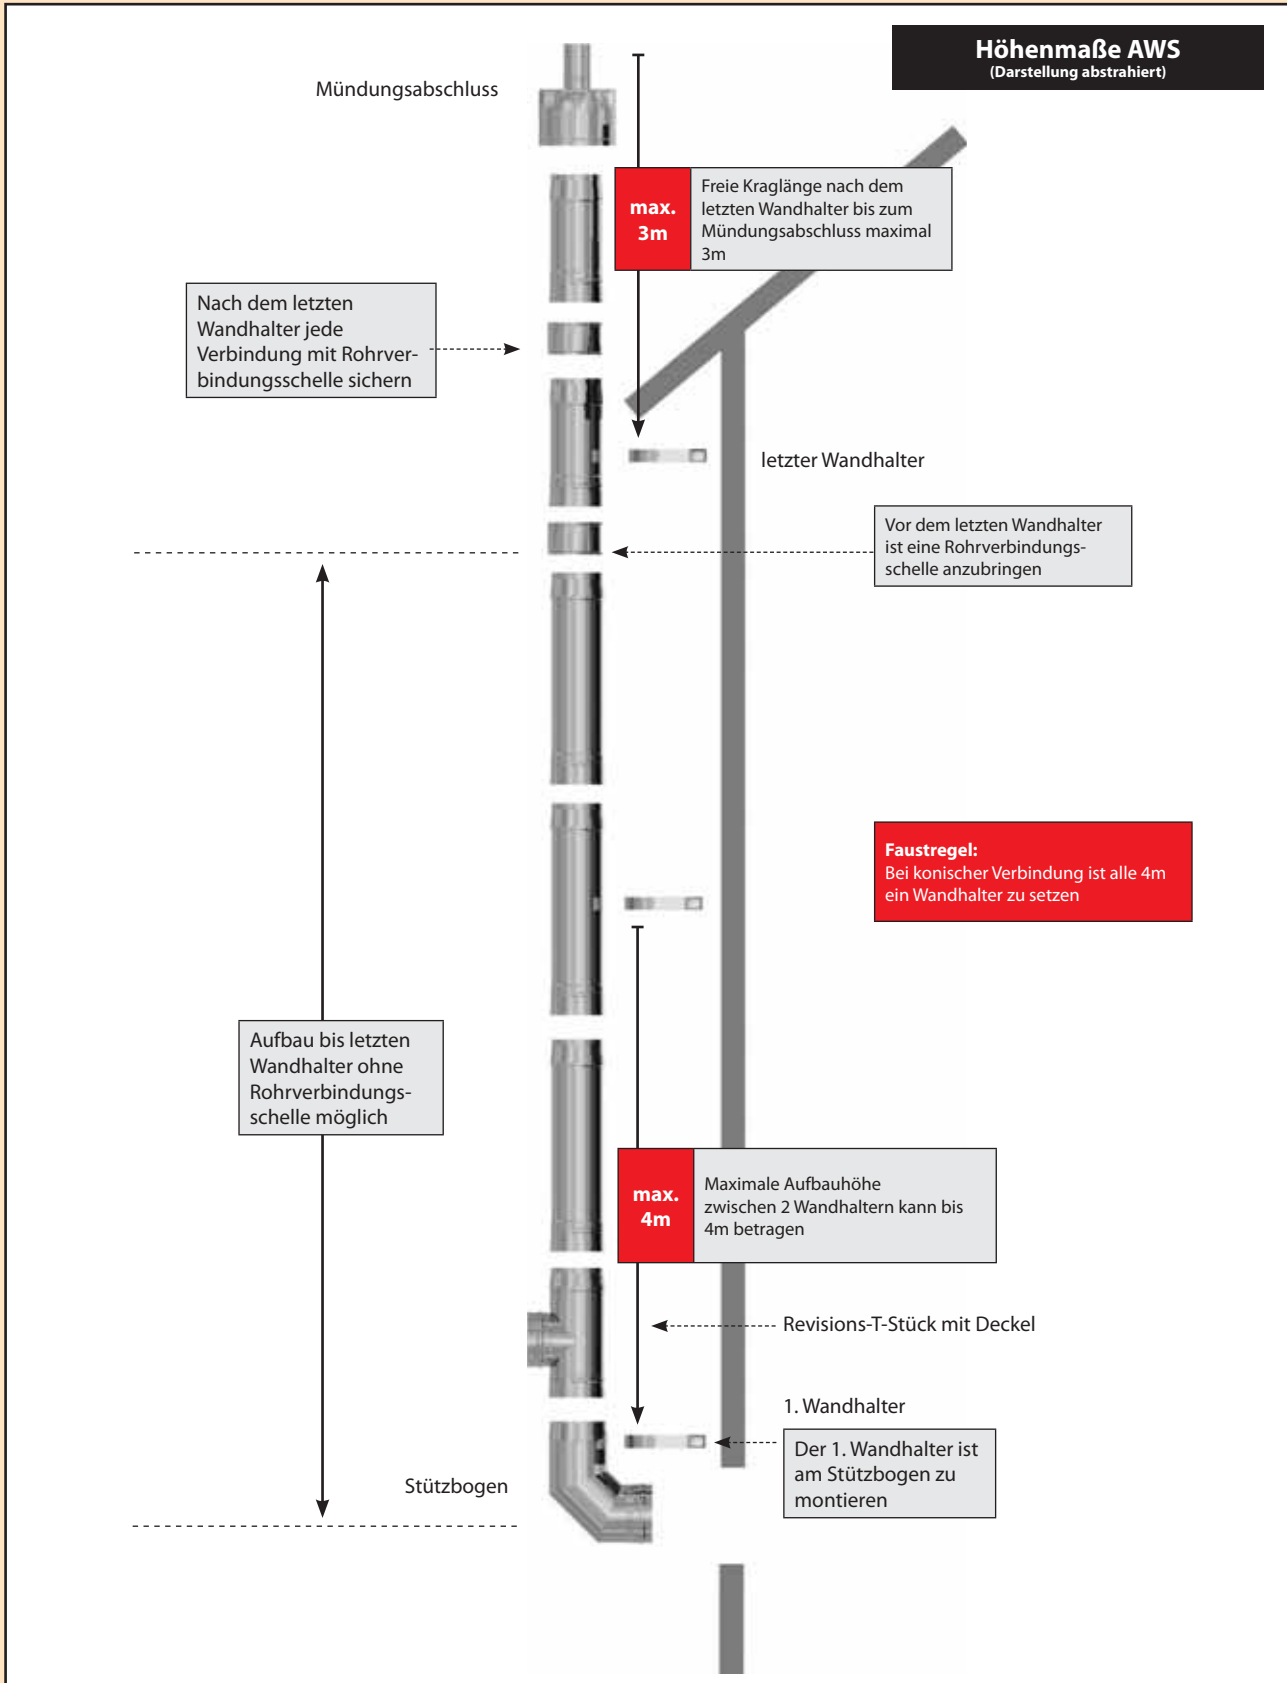 Höhenmaße AWS
(Darstellung abstrahiert)
Mündungsabschluss
max.
3m
Freie Kraglänge nach dem
letzten Wandhalter bis zum
Mündungsabschluss maximal
3m
Nach dem letzten
Wandhalter jede
Verbindung mit Rohrver-
bindungsschelle sichern
letzter Wandhalter
Vor dem letzten Wandhalter
ist eine Rohrverbindungs-
schelle anzubringen
Faustregel:
Bei konischer Verbindung ist alle 4m
ein Wandhalter zu setzen
Aufbau bis letzten
Wandhalter ohne
Rohrverbindungs-
schelle möglich
max.
4m
Maximale Aufbauhöhe
zwischen 2 Wandhaltern kann bis
4m betragen
Revisions-T-Stück mit Deckel
1. Wandhalter
Der 1. Wandhalter ist
am Stützbogen zu
montieren
Stützbogen